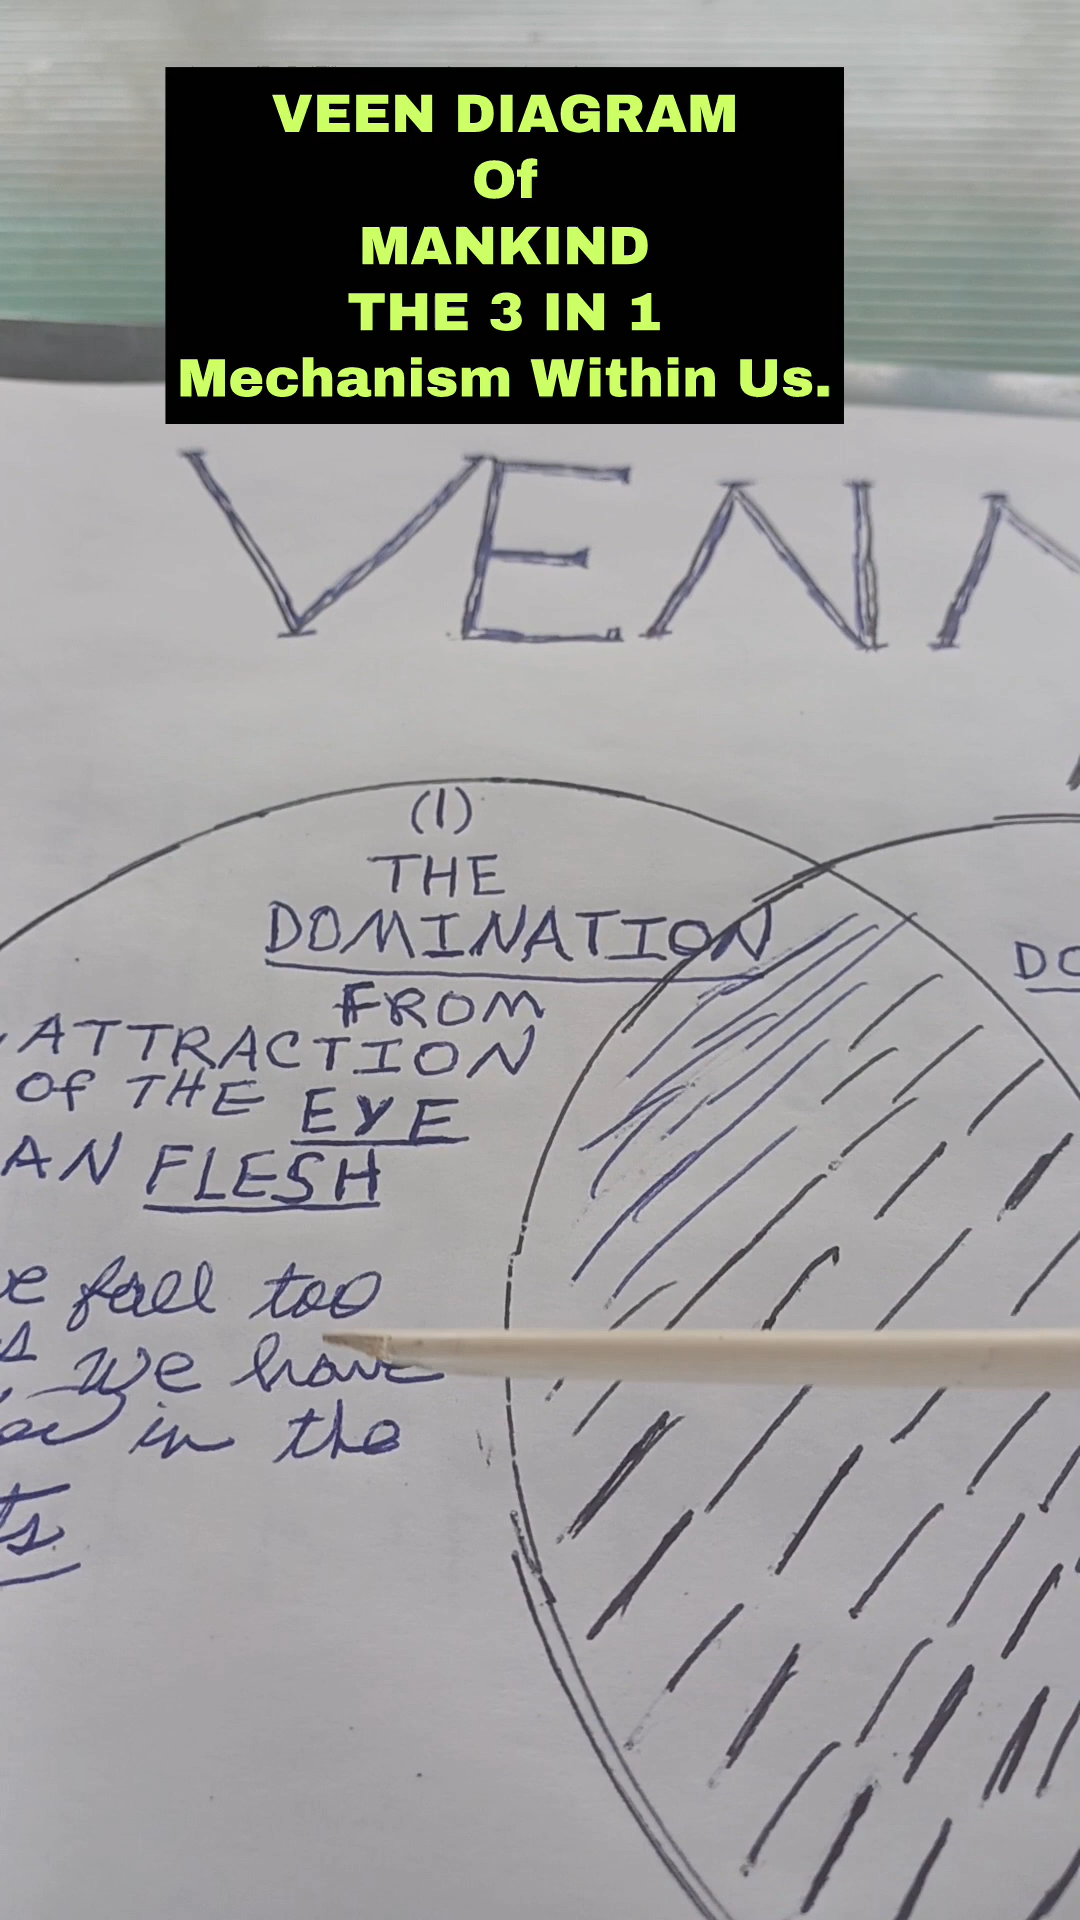 VEEN DIAGRAM
Of
MANKIND
THE 3 IN 1
Mechanism Within Us.
VENN
(1)
THE
DOMINATION
DO
FROM
ATTRACTION
Of THE EYE
AN FLESH
fall too
we have
in the